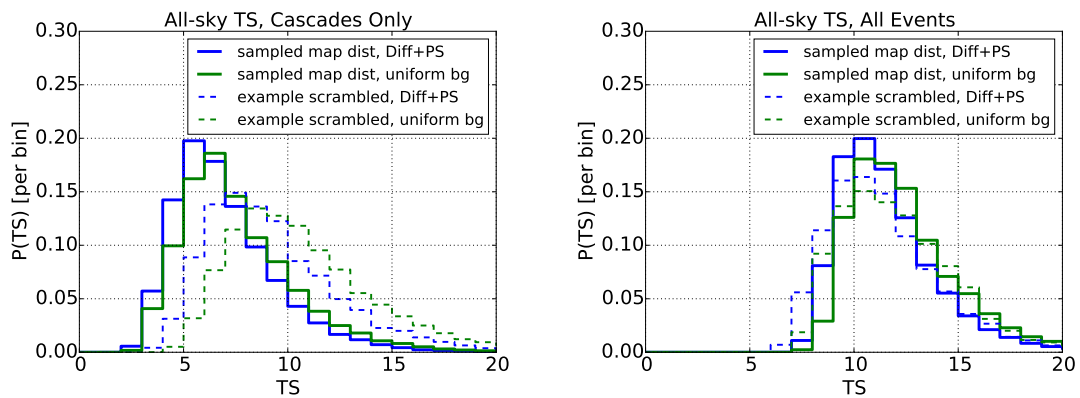 All-sky TS, Cascades Only
0.30
0.25
0.20
0.15
0.10
0.05
0.00
P(TS) [per bin]
sampled map dist, Diff+PS
sampled map dist, uniform bg
example scrambled, Diff+PS
example scrambled, uniform bg
0 5 10 15 20
TS
All-sky TS, All Events
0.30
0.25
0.20
0.15
0.10
0.05
0.00
P(TS) [per bin]
sampled map dist, Diff+PS
sampled map dist, uniform bg
example scrambled, Diff+PS
example scrambled, uniform bg
0 5 10 15 20
TS